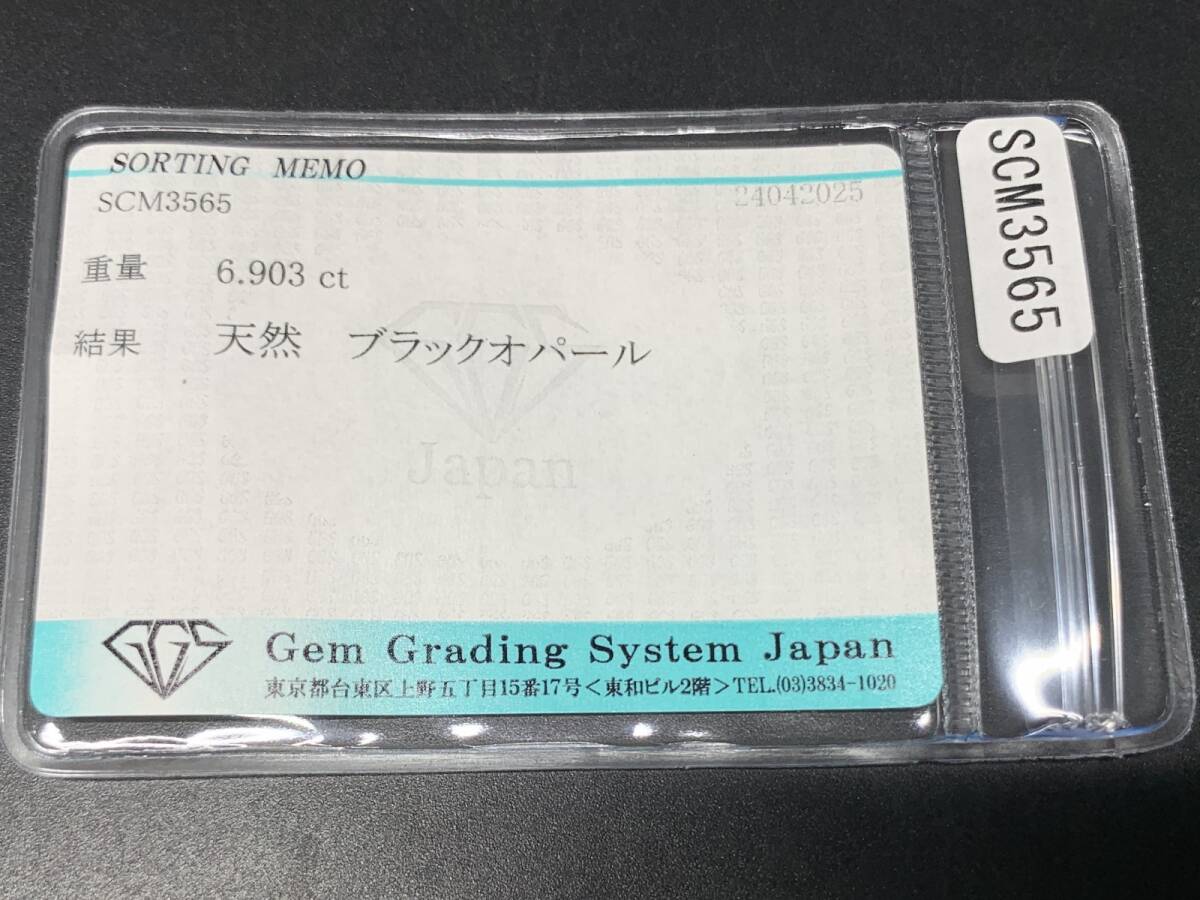 SORTING MEMO
SCM3565
24042025
重量 6.903 ct
結果 天然 ブラックオパール
Japan
GGS
Gem Grading System Japan
東京都台東区上野五丁目15番17号<東和ビル2階>TEL.(03)3834-1020
SCM3565